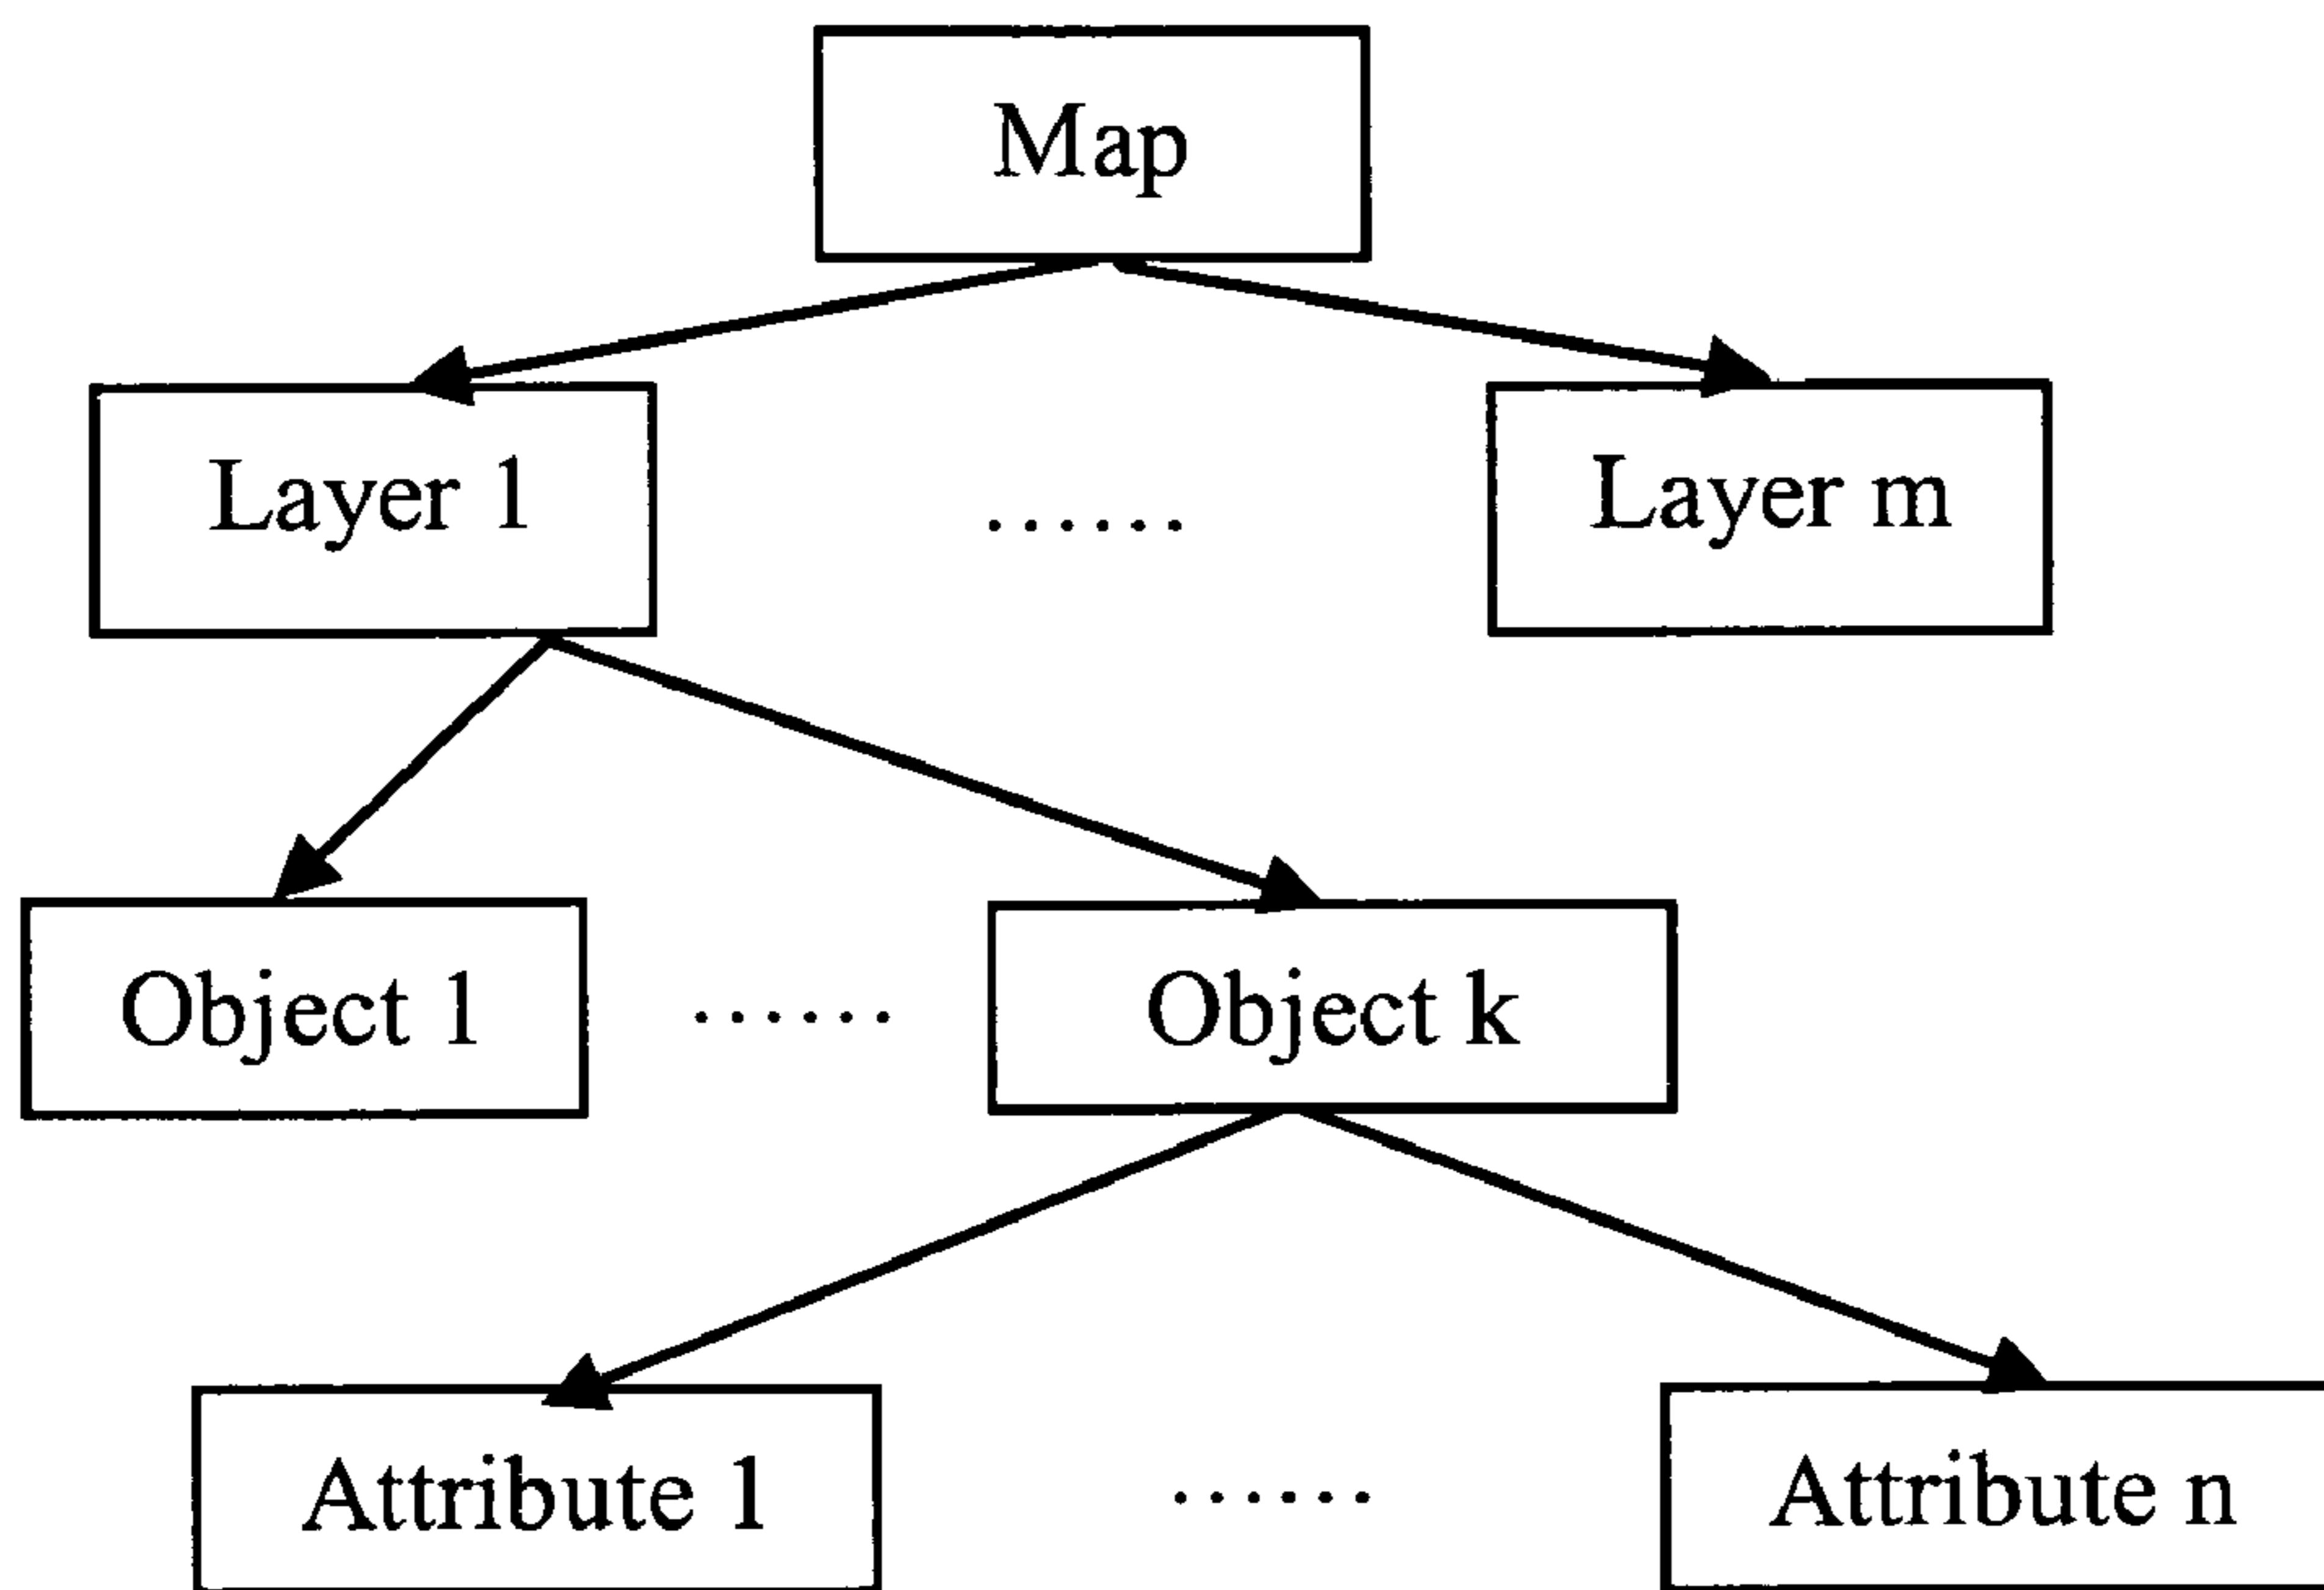 Map
Layer 1 ...... Layer m
Object 1 ...... Object k
Attribute 1 ...... Attribute n